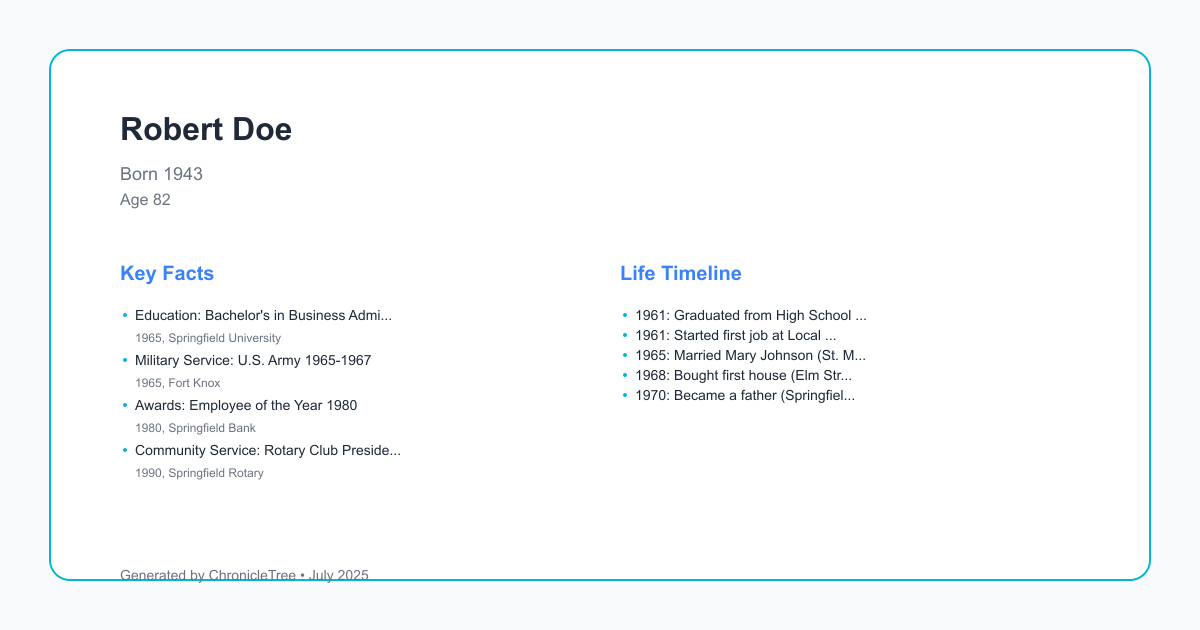 Robert Doe
Born 1943
Age 82
Key Facts
• Education: Bachelor's in Business Admi...
1965, Springfield University
• Military Service: U.S. Army 1965-1967
1965, Fort Knox
• Awards: Employee of the Year 1980
1980, Springfield Bank
• Community Service: Rotary Club Preside...
1990, Springfield Rotary
Life Timeline
• 1961: Graduated from High School ...
• 1961: Started first job at Local ...
• 1965: Married Mary Johnson (St. M...
• 1968: Bought first house (Elm Str...
• 1970: Became a father (Springfiel...
Generated by ChronicleTree • July 2025